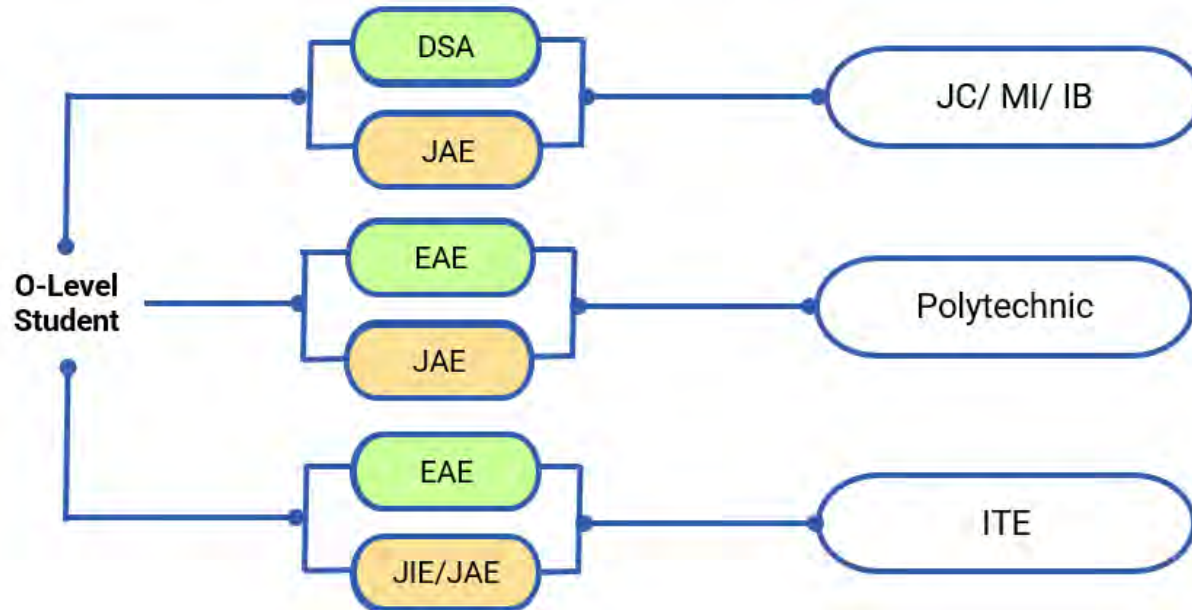 DSA
JAE
JC/ MI/ IB
O-Level
Student
EAE
JAE
Polytechnic
EAE
JIE/JAE
ITE